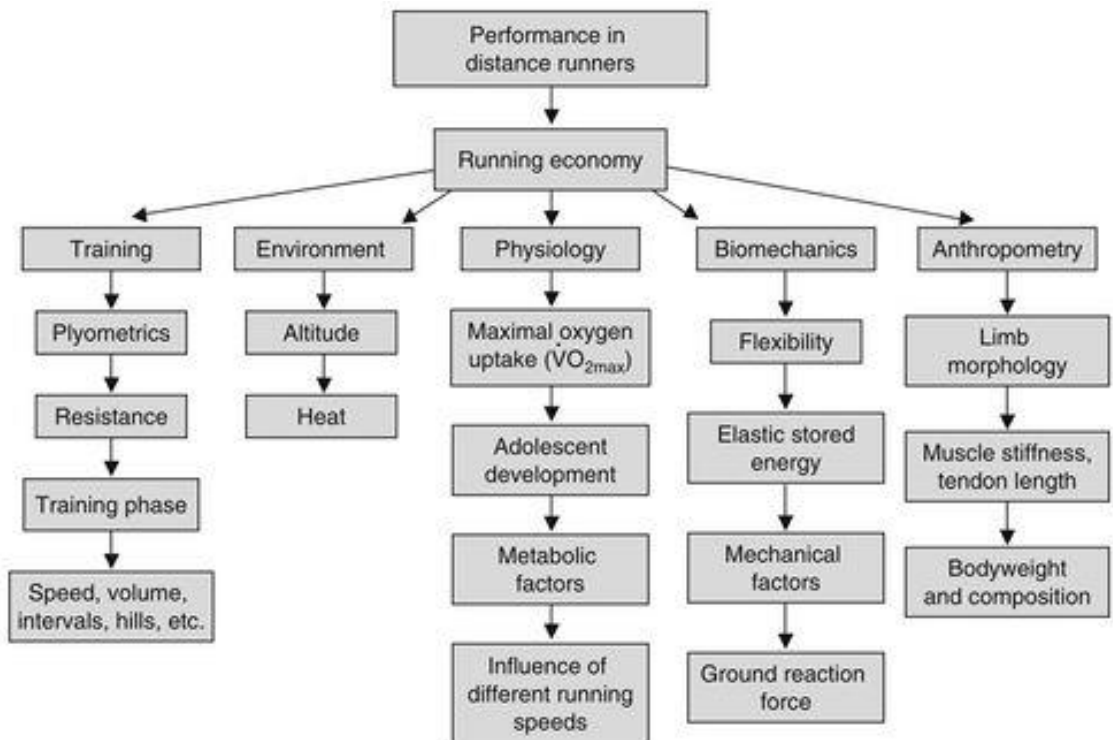 Performance in
distance runners
Running economy
Training
Environment
Physiology
Biomechanics
Anthropometry
Plyometrics
Altitude
Maximal oxygen
uptake (V̇O₂max)
Flexibility
Limb
morphology
Resistance
Heat
Adolescent
development
Elastic stored
energy
Muscle stiffness,
tendon length
Training phase
Metabolic
factors
Mechanical
factors
Bodyweight
and composition
Speed, volume,
intervals, hills, etc.
Influence of
different running
speeds
Ground reaction
force